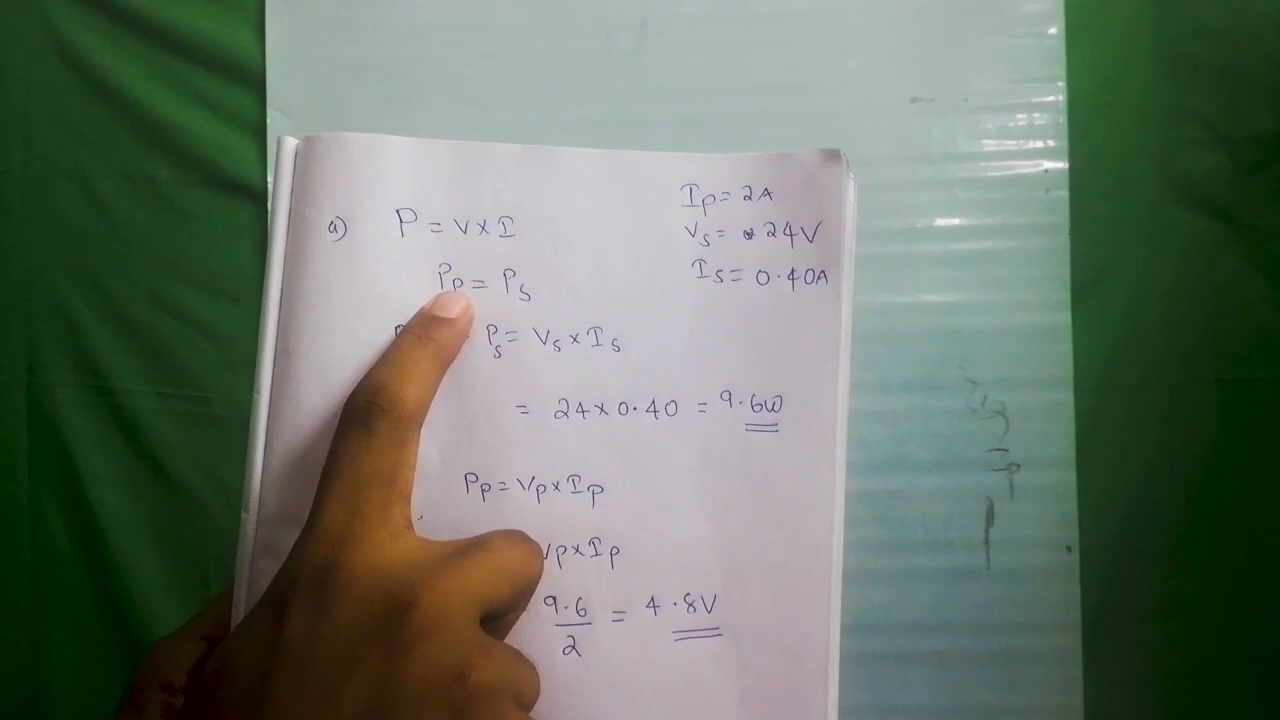 a) P = V x I
Pp = Ps
Ps = Vs x Is
= 24 x 0.40 = 9.6W
Pp = Vp x Ip
Vp x Ip
9.6
2
= 4.8V
Ip = 2A
Vs = 24V
Is = 0.40A